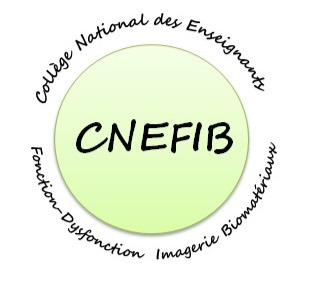 Collège National des Enseignants
CNEFIB
Fonction-Dysfonction Imagerie Biomatériaux